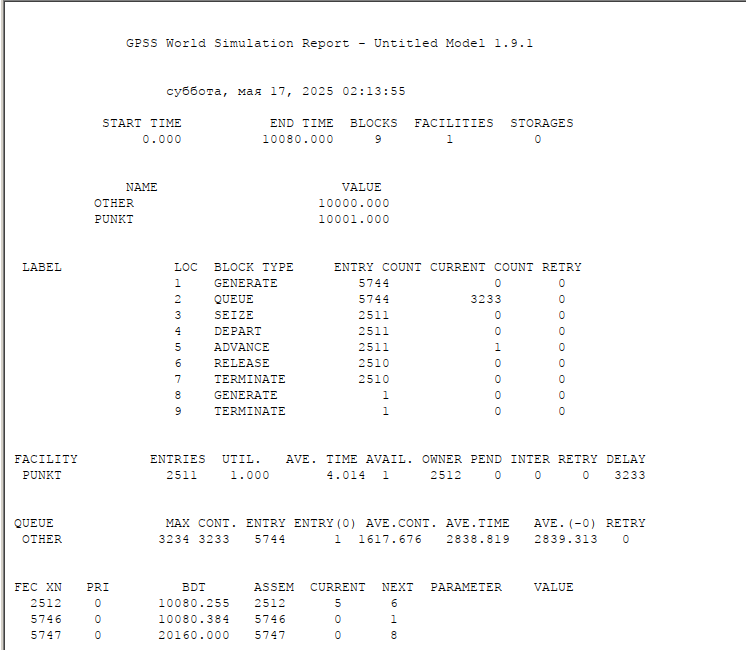 GPSS World Simulation Report - Untitled Model 1.9.1
суббота, мая 17, 2025 02:13:55
START TIME END TIME BLOCKS FACILITIES STORAGES
0.000 10080.000 9 1 0
NAME VALUE
OTHER 10000.000
PUNKT 10001.000
LABEL LOC BLOCK TYPE ENTRY COUNT CURRENT COUNT RETRY
1 GENERATE 5744 0 0
2 QUEUE 5744 3233 0
3 SEIZE 2511 0 0
4 DEPART 2511 0 0
5 ADVANCE 2511 1 0
6 RELEASE 2510 0 0
7 TERMINATE 2510 0 0
8 GENERATE 1 0 0
9 TERMINATE 1 0 0
FACILITY ENTRIES UTIL. AVE. TIME AVAIL. OWNER PEND INTER RETRY DELAY
PUNKT 2511 1.000 4.014 1 2512 0 0 0 3233
QUEUE MAX CONT. ENTRY ENTRY(0) AVE.CONT. AVE.TIME AVE.(-0) RETRY
OTHER 3234 3233 5744 1 1617.676 2838.819 2839.313 0
FEC XN PRI BDT ASSEM CURRENT NEXT PARAMETER VALUE
2512 0 10080.255 2512 5 6
5746 0 10080.384 5746 0 1
5747 0 20160.000 5747 0 8